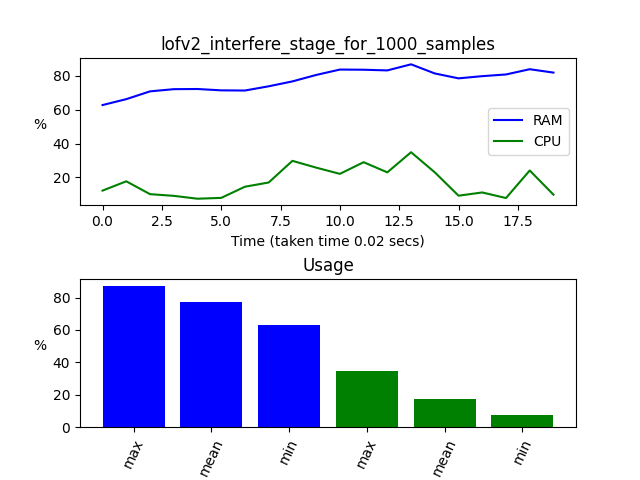 lofv2_interfere_stage_for_1000_samples
80
60
40
20
%
RAM
CPU
0.0 2.5 5.0 7.5 10.0 12.5 15.0 17.5
Time (taken time 0.02 secs)
Usage
80
60
40
20
0
%
max mean min max mean min